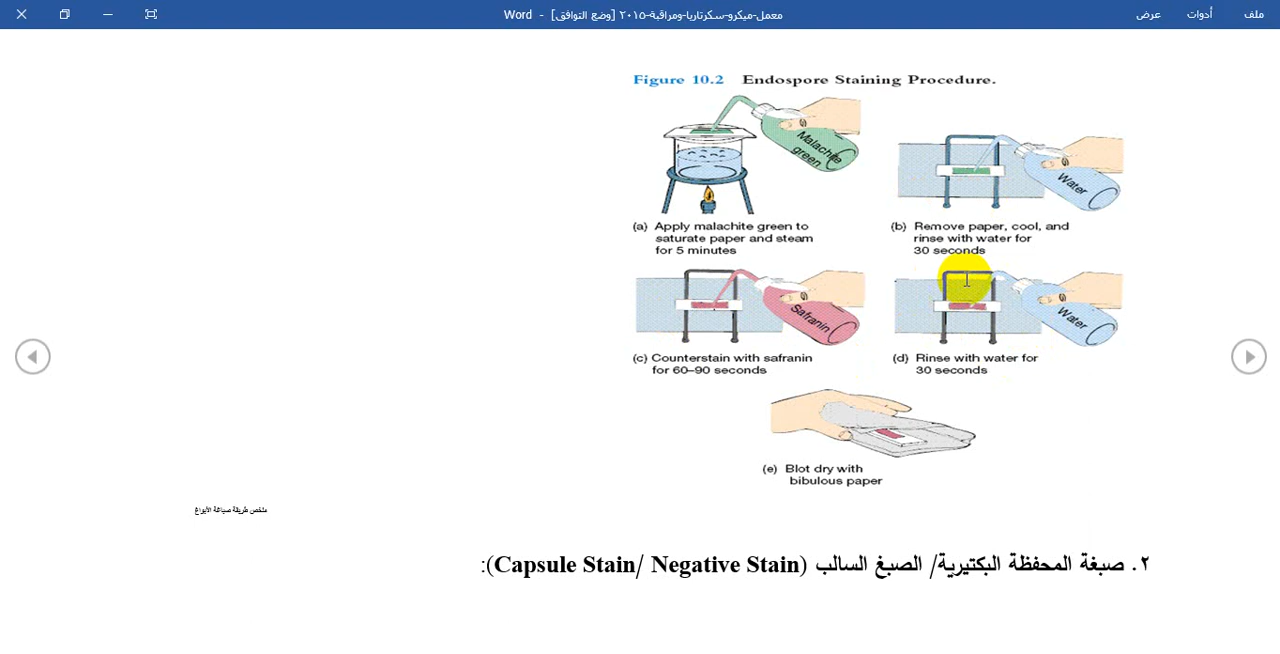 ملف أدوات عرض معمل-ميكرو-سكرتاريا-ومراقبة-٢٠١٥ [وضع التوافق] - Word
Figure 10.2 Endospore Staining Procedure.
Malachite green
Water
(a) Apply malachite green to
saturate paper and steam
for 5 minutes
(b) Remove paper, cool, and
rinse with water for
30 seconds
Safranin
Water
(c) Counterstain with safranin
for 60–90 seconds
(d) Rinse with water for
30 seconds
(e) Blot dry with
bibulous paper
ملخص طريقة صباغة الأبواغ
٢. صبغة المحفظة البكتيرية/ الصبغ السالب (Capsule Stain/ Negative Stain):